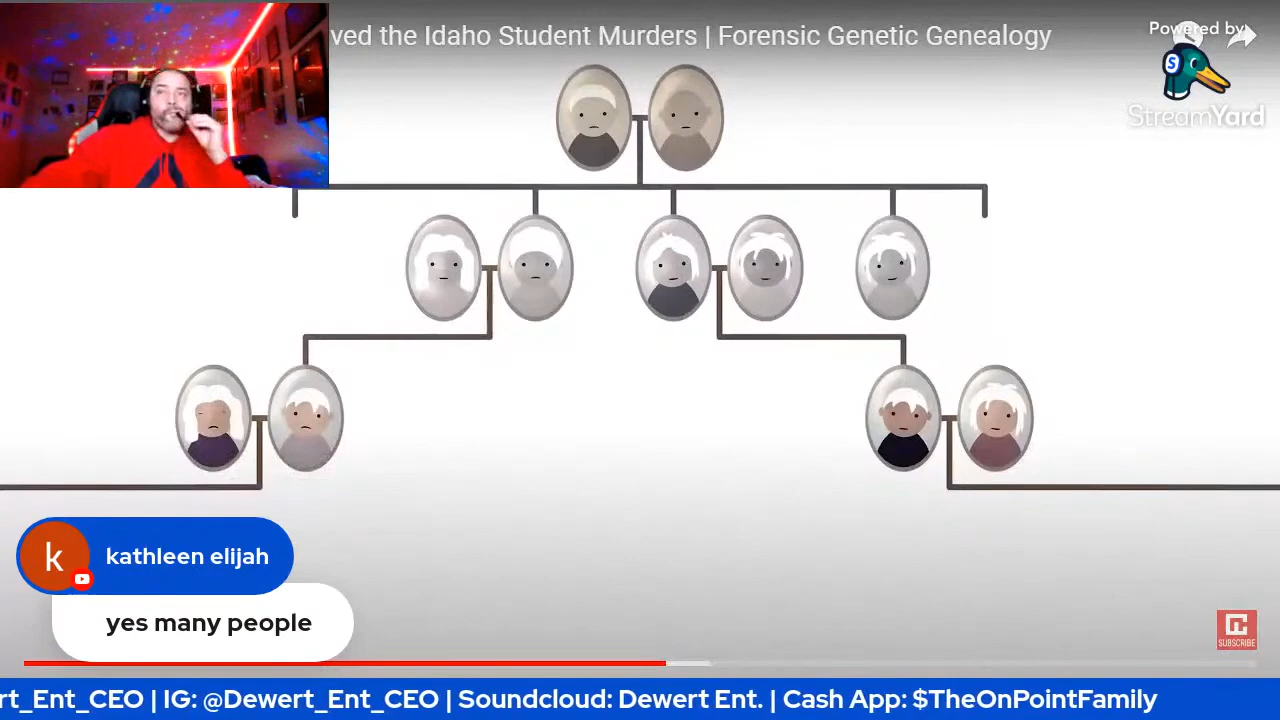 ved the Idaho Student Murders | Forensic Genetic Genealogy
Powered by
S
StreamYard
k
kathleen elijah
yes many people
SUBSCRIBE
rt_Ent_CEO | IG: @Dewert_Ent_CEO | Soundcloud: Dewert Ent. | Cash App: $TheOnPointFamily